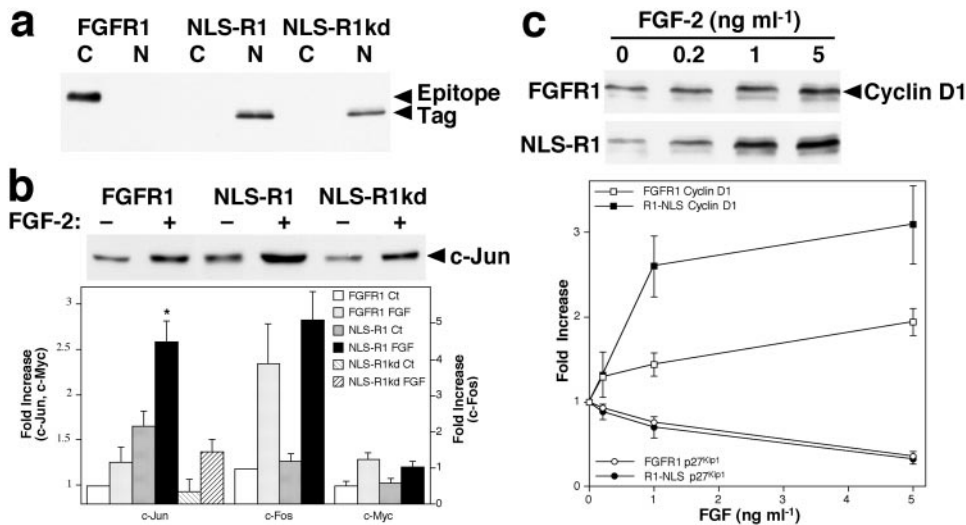 a
FGFR1 NLS-R1 NLS-R1kd
C N C N C N
Epitope
Tag
b
FGFR1 NLS-R1 NLS-R1kd
FGF-2: – + – + – +
c-Jun
Fold Increase
(c-Jun, c-Myc)
3
2.5
2
1.5
1
*
FGFR1 Ct
FGFR1 FGF
NLS-R1 Ct
NLS-R1 FGF
NLS-R1kd Ct
NLS-R1kd FGF
5
4
3
2
1
0
Fold Increase
(c-Fos)
c-Jun c-Fos c-Myc
c
FGF-2 (ng ml-1)
0 0.2 1 5
FGFR1
Cyclin D1
NLS-R1
FGFR1 Cyclin D1
R1-NLS Cyclin D1
Fold Increase
3
2
1
0
FGFR1 p27Kip1
R1-NLS p27Kip1
0 1 2 3 4 5
FGF (ng ml-1)